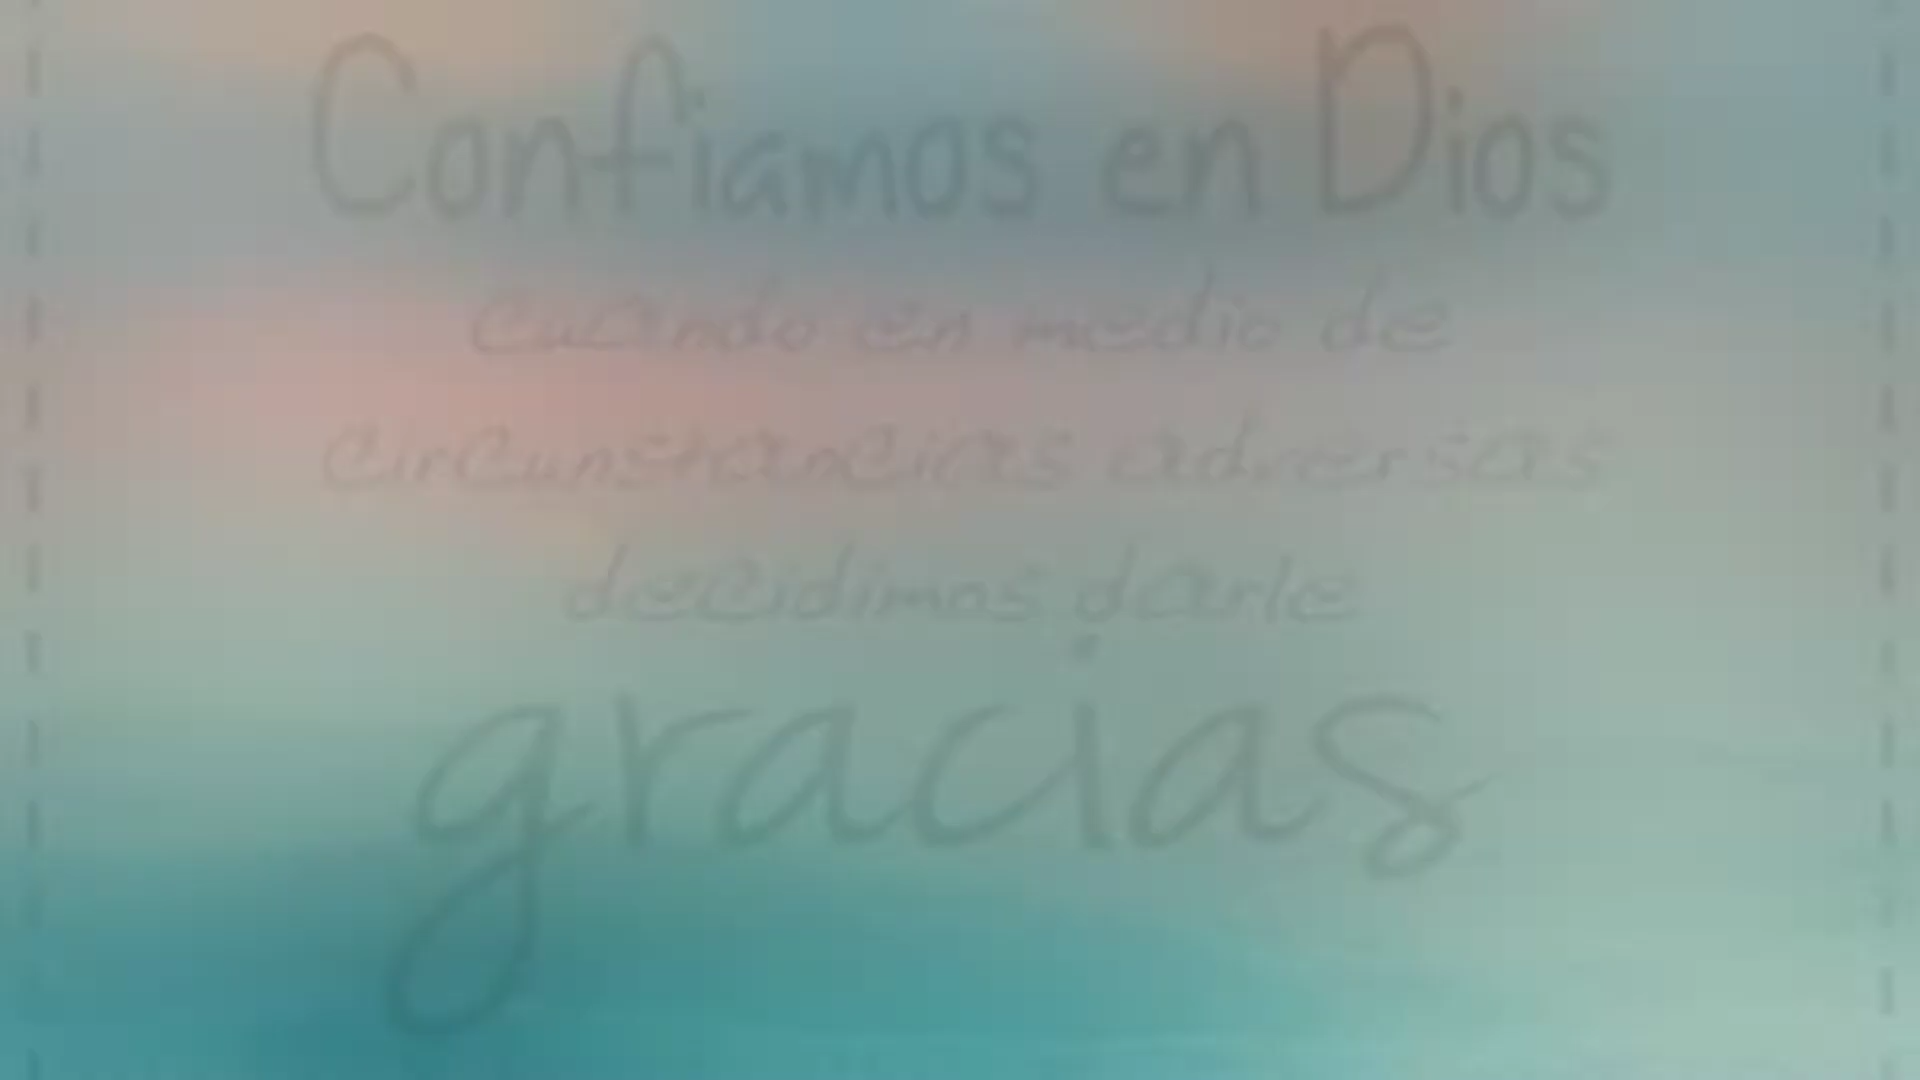 Confiamos en Dios
Cuando en medio de
circunstancias adversas
decidimos darle
gracias